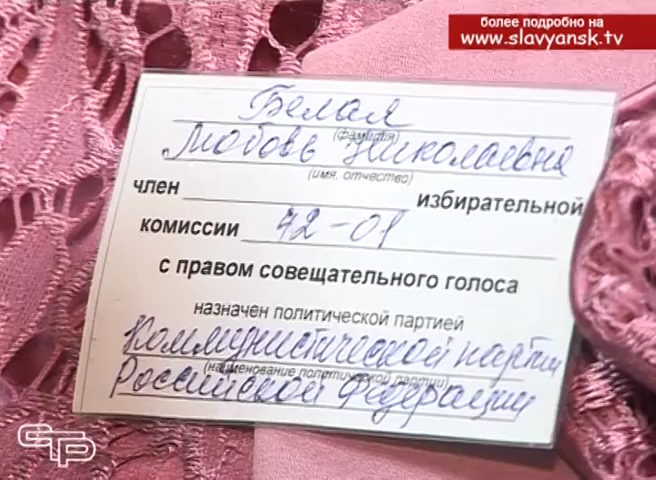 более подробно на
www.slavyansk.tv
Белая
(фамилия)
Любовь Николаевна
(имя, отчество)
член избирательной
комиссии 42-01
с правом совещательного голоса
назначен политической партией
Коммунистической партии
(наименование политической партии)
Российской Федерации
СТР